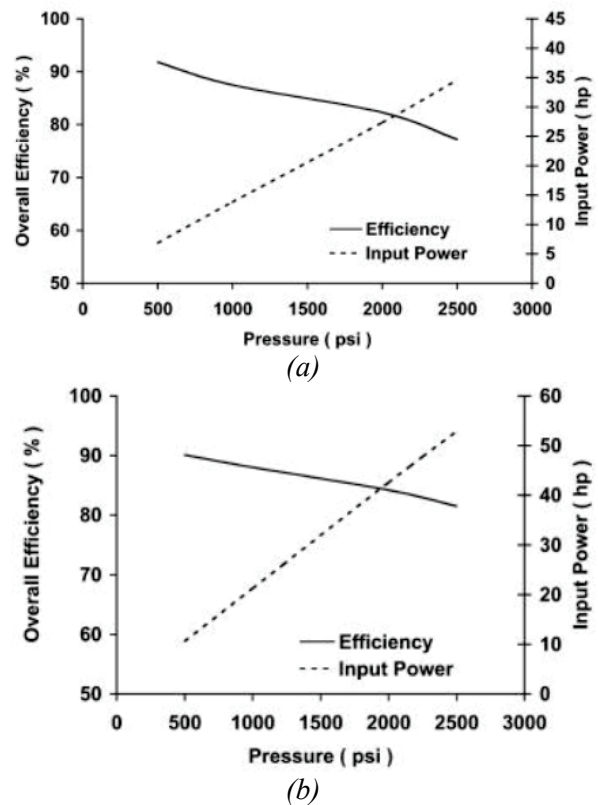 100
90
80
70
60
50
Overall Efficiency ( % )
45
40
35
30
25
20
15
10
5
0
Input Power ( hp )
Efficiency
Input Power
0 500 1000 1500 2000 2500 3000
Pressure ( psi )
(a)
100
90
80
70
60
50
Overall Efficiency ( % )
60
50
40
30
20
10
0
Input Power ( hp )
Efficiency
Input Power
0 500 1000 1500 2000 2500 3000
Pressure ( psi )
(b)